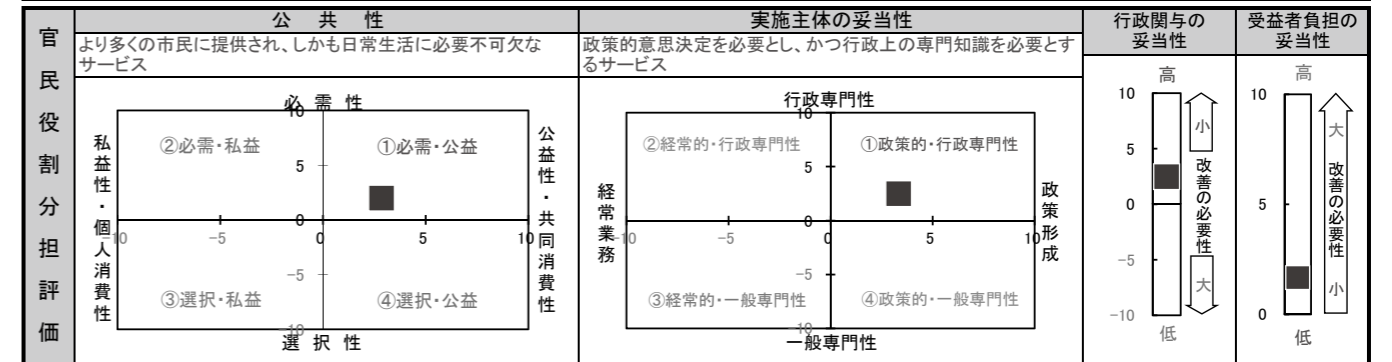 官民役割分担評価
公共性
より多くの市民に提供され、しかも日常生活に必要不可欠な
サービス
必需性
私益性・個人消費性
公益性・共同消費性
②必需・私益
①必需・公益
③選択・私益
④選択・公益
10
5
0
-10
-5
0
5
10
-5
-10
選択性
実施主体の妥当性
政策的意思決定を必要とし、かつ行政上の専門知識を必要とす
るサービス
行政専門性
経常業務
政策形成
②経常的・行政専門性
①政策的・行政専門性
③経常的・一般専門性
④政策的・一般専門性
10
5
0
-10
-5
0
5
10
-5
-10
一般専門性
行政関与の
妥当性
高
10
5
0
-5
-10
低
小
改善の必要性
大
受益者負担の
妥当性
高
10
5
0
低
大
改善の必要性
小